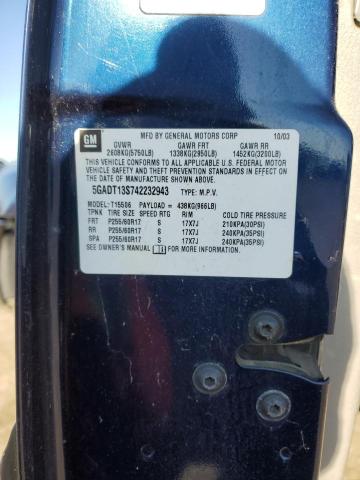 MFD BY GENERAL MOTORS CORP 10/03
GM
GVWR GAWR FRT GAWR RR
2608KG(5750LB) 1338KG(2950LB) 1452KG(3200LB)
THIS VEHICLE CONFORMS TO ALL APPLICABLE U.S. FEDERAL MOTOR
VEHICLE SAFETY AND THEFT PREVENTION STANDARDS IN EFFECT ON
THE DATE OF MANUFACTURE SHOWN ABOVE.
5GADT13S742232943 TYPE: M.P.V.
MODEL: T15506 PAYLOAD = 438KG(966LB)
TPNK TIRE SIZE SPEED RTG RIM COLD TIRE PRESSURE
FRT P255/60R17 S 17X7J 210KPA(30PSI)
RR P255/60R17 S 17X7J 240KPA(35PSI)
SPA P255/60R17 S 17X7J 240KPA(35PSI)
SEE OWNER'S MANUAL FOR ADDITIONAL INFORMATION.